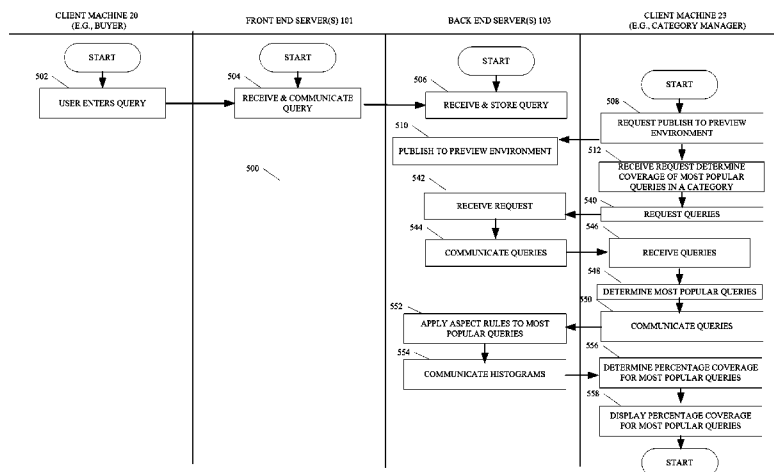 CLIENT MACHINE 20
(E.G., BUYER)
FRONT END SERVER(S) 101
BACK END SERVER(S) 103
CLIENT MACHINE 23
(E.G., CATEGORY MANAGER)
START
START
START
START
502
USER ENTERS QUERY
504
RECEIVE & COMMUNICATE
QUERY
506
RECEIVE & STORE QUERY
508
REQUEST PUBLISH TO PREVIEW
ENVIRONMENT
510
PUBLISH TO PREVIEW ENVIRONMENT
500
512
RECEIVE REQUEST DETERMINE
COVERAGE OF MOST POPULAR
QUERIES IN A CATEGORY
540
REQUEST QUERIES
542
RECEIVE REQUEST
544
COMMUNICATE QUERIES
546
RECEIVE QUERIES
548
DETERMINE MOST POPULAR QUERIES
550
COMMUNICATE QUERIES
552
APPLY ASPECT RULES TO MOST
POPULAR QUERIES
554
COMMUNICATE HISTOGRAMS
556
DETERMINE PERCENTAGE COVERAGE
FOR MOST POPULAR QUERIES
558
DISPLAY PERCENTAGE COVERAGE
FOR MOST POPULAR QUERIES
START